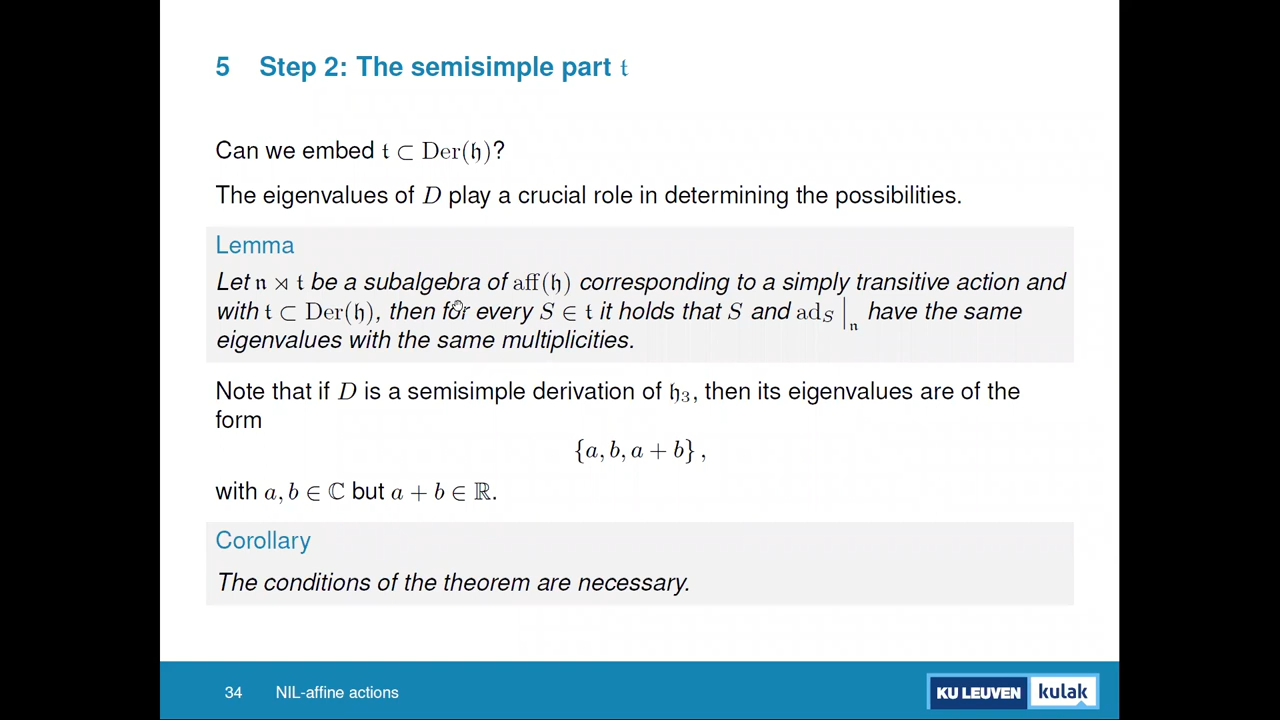 5 Step 2: The semisimple part 𝔱
Can we embed 𝔱 ⊂ Der(𝔥)?
The eigenvalues of D play a crucial role in determining the possibilities.
Lemma
Let 𝔫 ⋊ 𝔱 be a subalgebra of aff(𝔥) corresponding to a simply transitive action and
with 𝔱 ⊂ Der(𝔥), then for every S ∈ 𝔱 it holds that S and ad_S |_𝔫 have the same
eigenvalues with the same multiplicities.
Note that if D is a semisimple derivation of 𝔥₃, then its eigenvalues are of the
form
{a, b, a + b} ,
with a, b ∈ ℂ but a + b ∈ ℝ.
Corollary
The conditions of the theorem are necessary.
34 NIL-affine actions
KU LEUVEN kulak